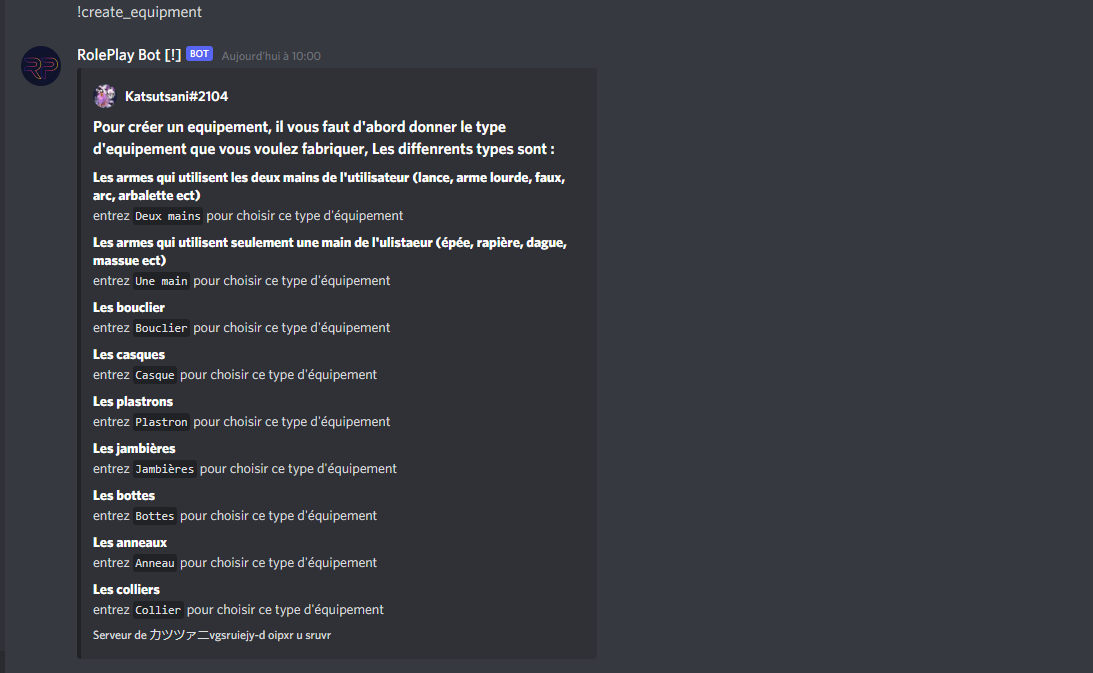 !create_equipment
RolePlay Bot [!] BOT Aujourd'hui à 10:00
RP
Katsutsani#2104
Pour créer un equipement, il vous faut d'abord donner le type
d'equipement que vous voulez fabriquer, Les diffenrents types sont :
Les armes qui utilisent les deux mains de l'utilisateur (lance, arme lourde, faux,
arc, arbalette ect)
entrez Deux mains pour choisir ce type d'équipement
Les armes qui utilisent seulement une main de l'ulistaeur (épée, rapière, dague,
massue ect)
entrez Une main pour choisir ce type d'équipement
Les bouclier
entrez Bouclier pour choisir ce type d'équipement
Les casques
entrez Casque pour choisir ce type d'équipement
Les plastrons
entrez Plastron pour choisir ce type d'équipement
Les jambières
entrez Jambières pour choisir ce type d'équipement
Les bottes
entrez Bottes pour choisir ce type d'équipement
Les anneaux
entrez Anneau pour choisir ce type d'équipement
Les colliers
entrez Collier pour choisir ce type d'équipement
Serveur de カツツァニvgsruiejy-d oipxr u sruvr